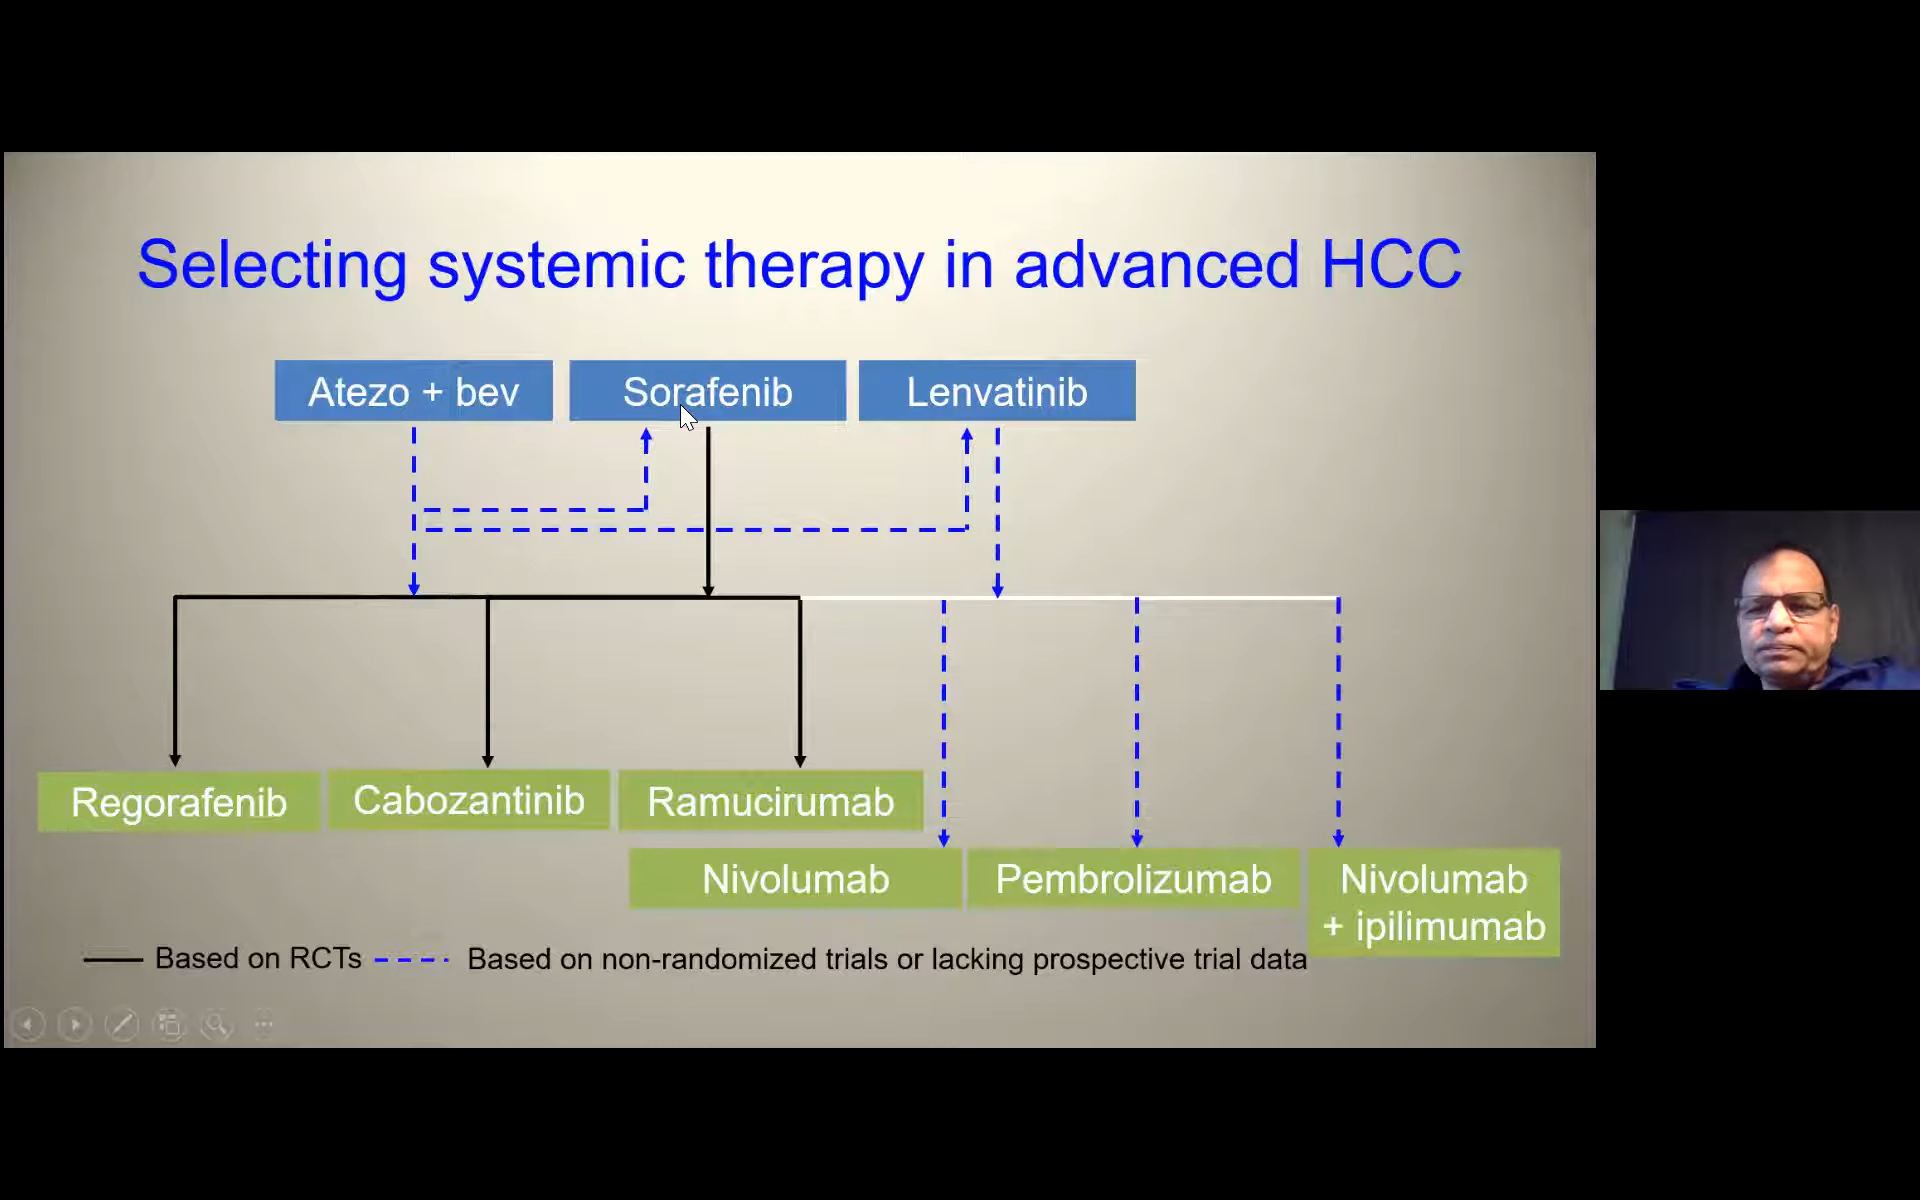 Selecting systemic therapy in advanced HCC
Atezo + bev
Sorafenib
Lenvatinib
Regorafenib
Cabozantinib
Ramucirumab
Nivolumab
Pembrolizumab
Nivolumab
+ ipilimumab
Based on RCTs
Based on non-randomized trials or lacking prospective trial data